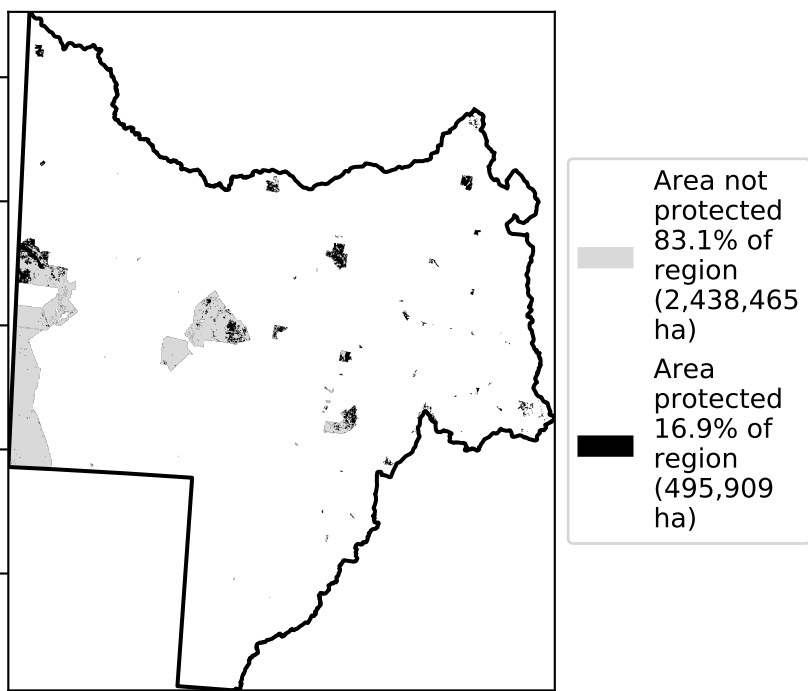 Area not
protected
83.1% of
region
(2,438,465
ha)
Area
protected
16.9% of
region
(495,909
ha)